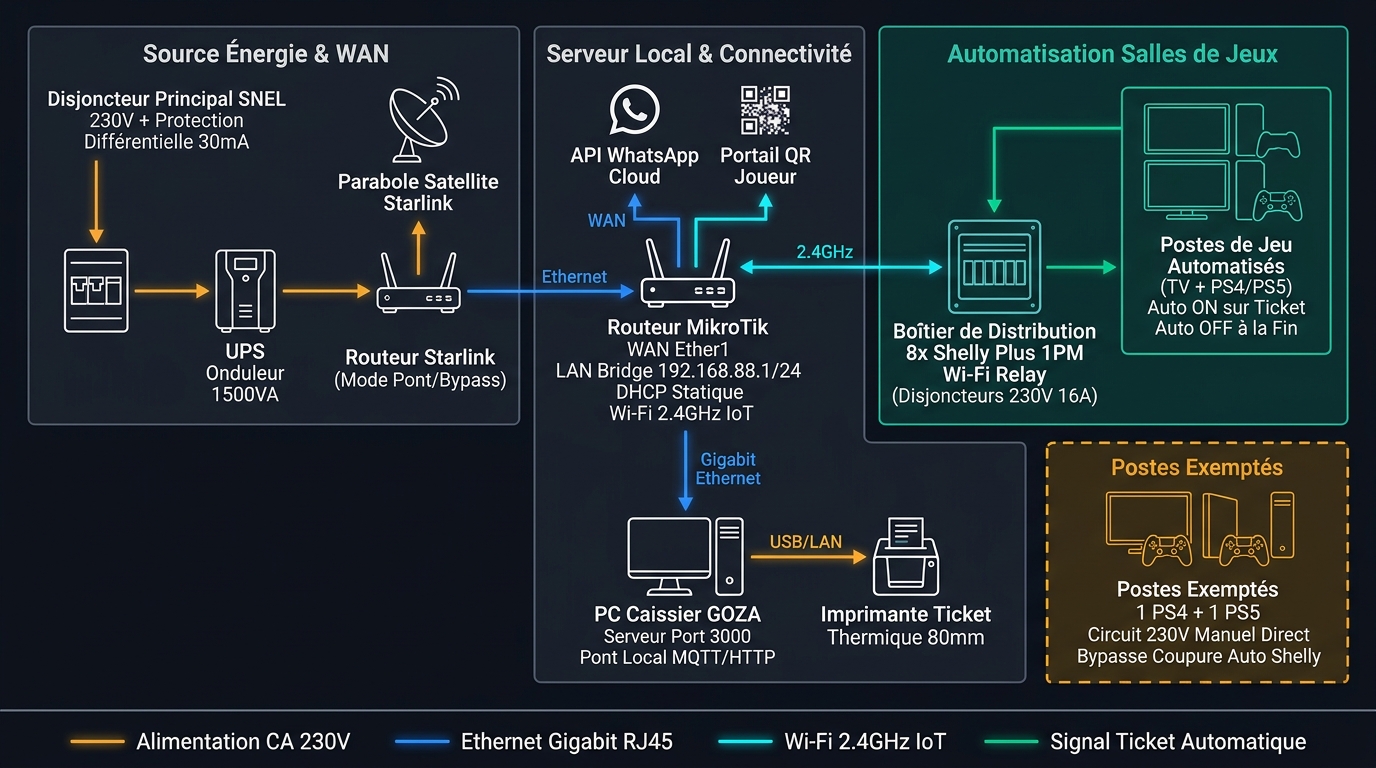 Source Énergie & WAN
Disjoncteur Principal SNEL
230V + Protection
Différentielle 30mA
Parabole Satellite
Starlink
UPS
Onduleur
1500VA
Routeur Starlink
(Mode Pont/Bypass)
Ethernet
Serveur Local & Connectivité
API WhatsApp
Cloud
Portail QR
Joueur
WAN
2.4GHz
Routeur MikroTik
WAN Ether1
LAN Bridge 192.168.88.1/24
DHCP Statique
Wi-Fi 2.4GHz IoT
Gigabit
Ethernet
USB/LAN
PC Caissier GOZA
Serveur Port 3000
Pont Local MQTT/HTTP
Imprimante Ticket
Thermique 80mm
Automatisation Salles de Jeux
Postes de Jeu
Automatisés
(TV + PS4/PS5)
Auto ON sur Ticket
Auto OFF à la Fin
Boîtier de Distribution
8x Shelly Plus 1PM
Wi-Fi Relay
(Disjoncteurs 230V 16A)
Postes Exemptés
Postes Exemptés
1 PS4 + 1 PS5
Circuit 230V Manuel Direct
Bypasse Coupure Auto Shelly
Alimentation CA 230V
Ethernet Gigabit RJ45
Wi-Fi 2.4GHz IoT
Signal Ticket Automatique